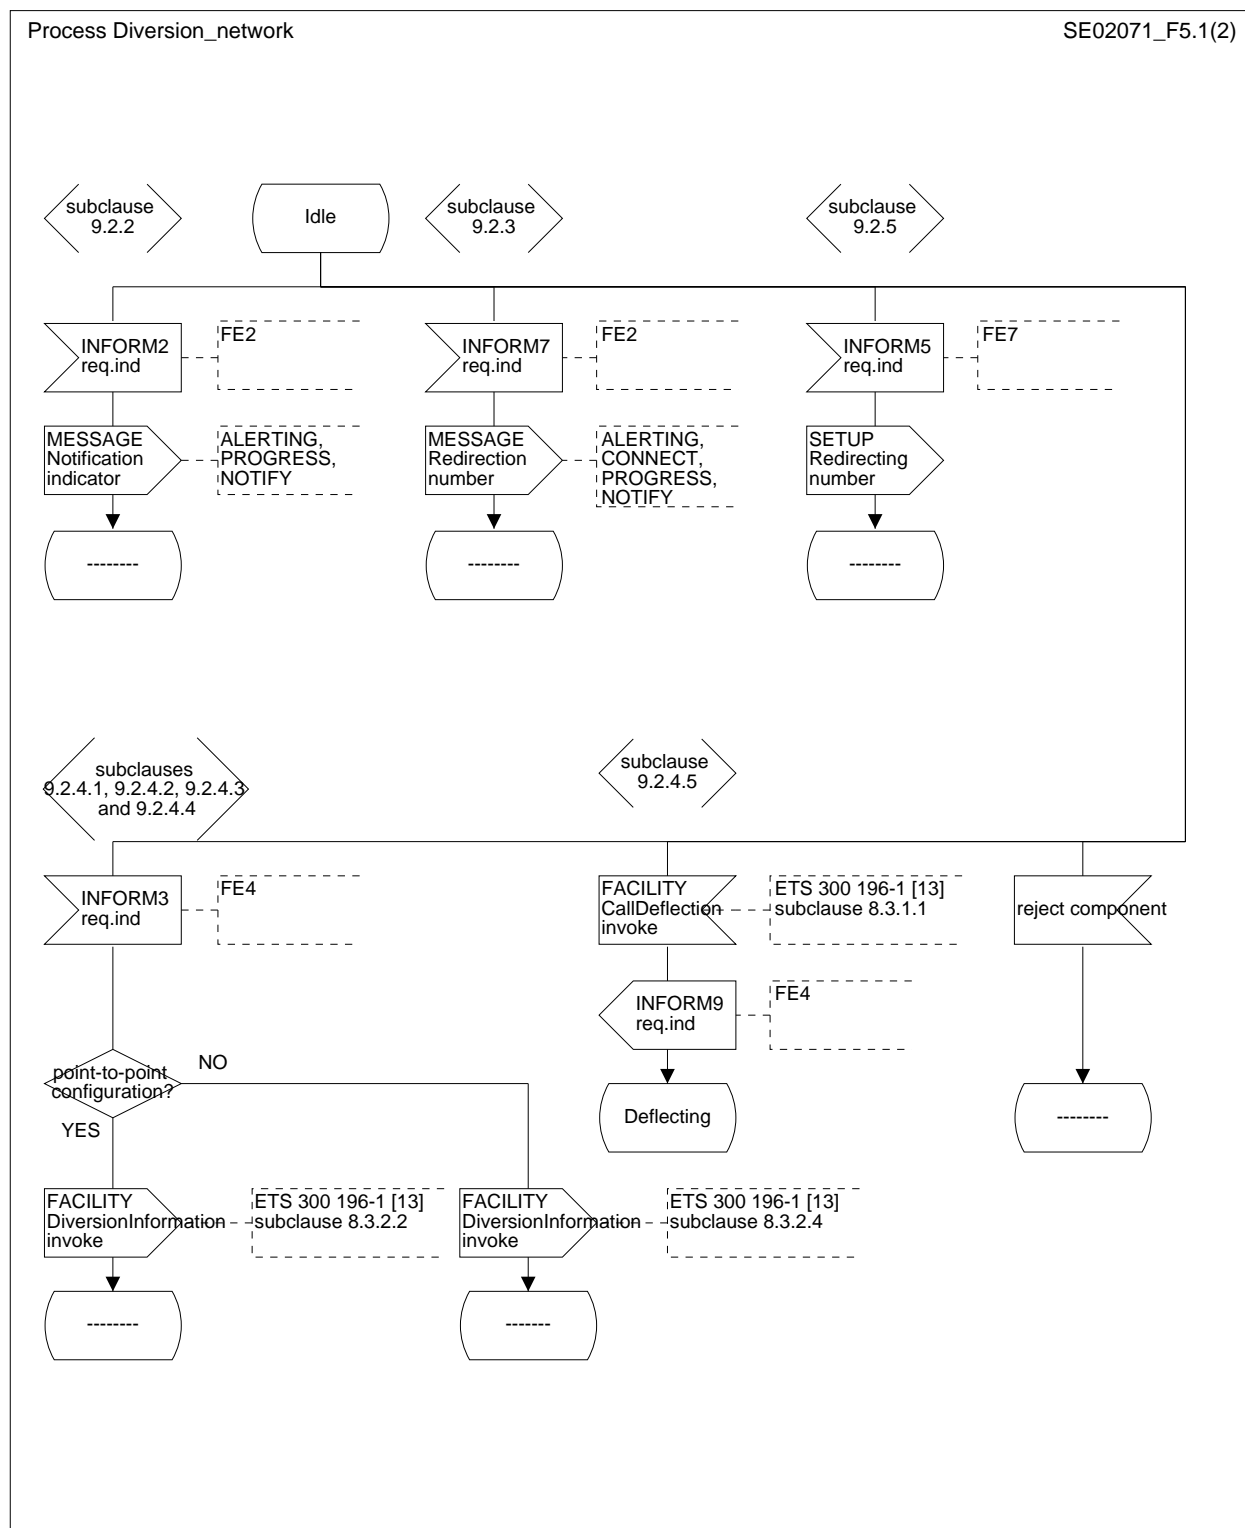 Process Diversion_network
SE02071_F5.1(2)
subclause
9.2.2
Idle
subclause
9.2.3
subclause
9.2.5
INFORM2
req.ind
FE2
INFORM7
req.ind
FE2
INFORM5
req.ind
FE7
MESSAGE
Notification
indicator
ALERTING,
PROGRESS,
NOTIFY
MESSAGE
Redirection
number
ALERTING,
CONNECT,
PROGRESS,
NOTIFY
SETUP
Redirecting
number
--------
--------
--------
subclauses
9.2.4.1, 9.2.4.2, 9.2.4.3
and 9.2.4.4
subclause
9.2.4.5
INFORM3
req.ind
FE4
FACILITY
CallDeflection
invoke
ETS 300 196-1 [13]
subclause 8.3.1.1
reject component
INFORM9
req.ind
FE4
point-to-point
configuration?
NO
YES
Deflecting
--------
FACILITY
DiversionInformation
invoke
ETS 300 196-1 [13]
subclause 8.3.2.2
FACILITY
DiversionInformation
invoke
ETS 300 196-1 [13]
subclause 8.3.2.4
--------
-------